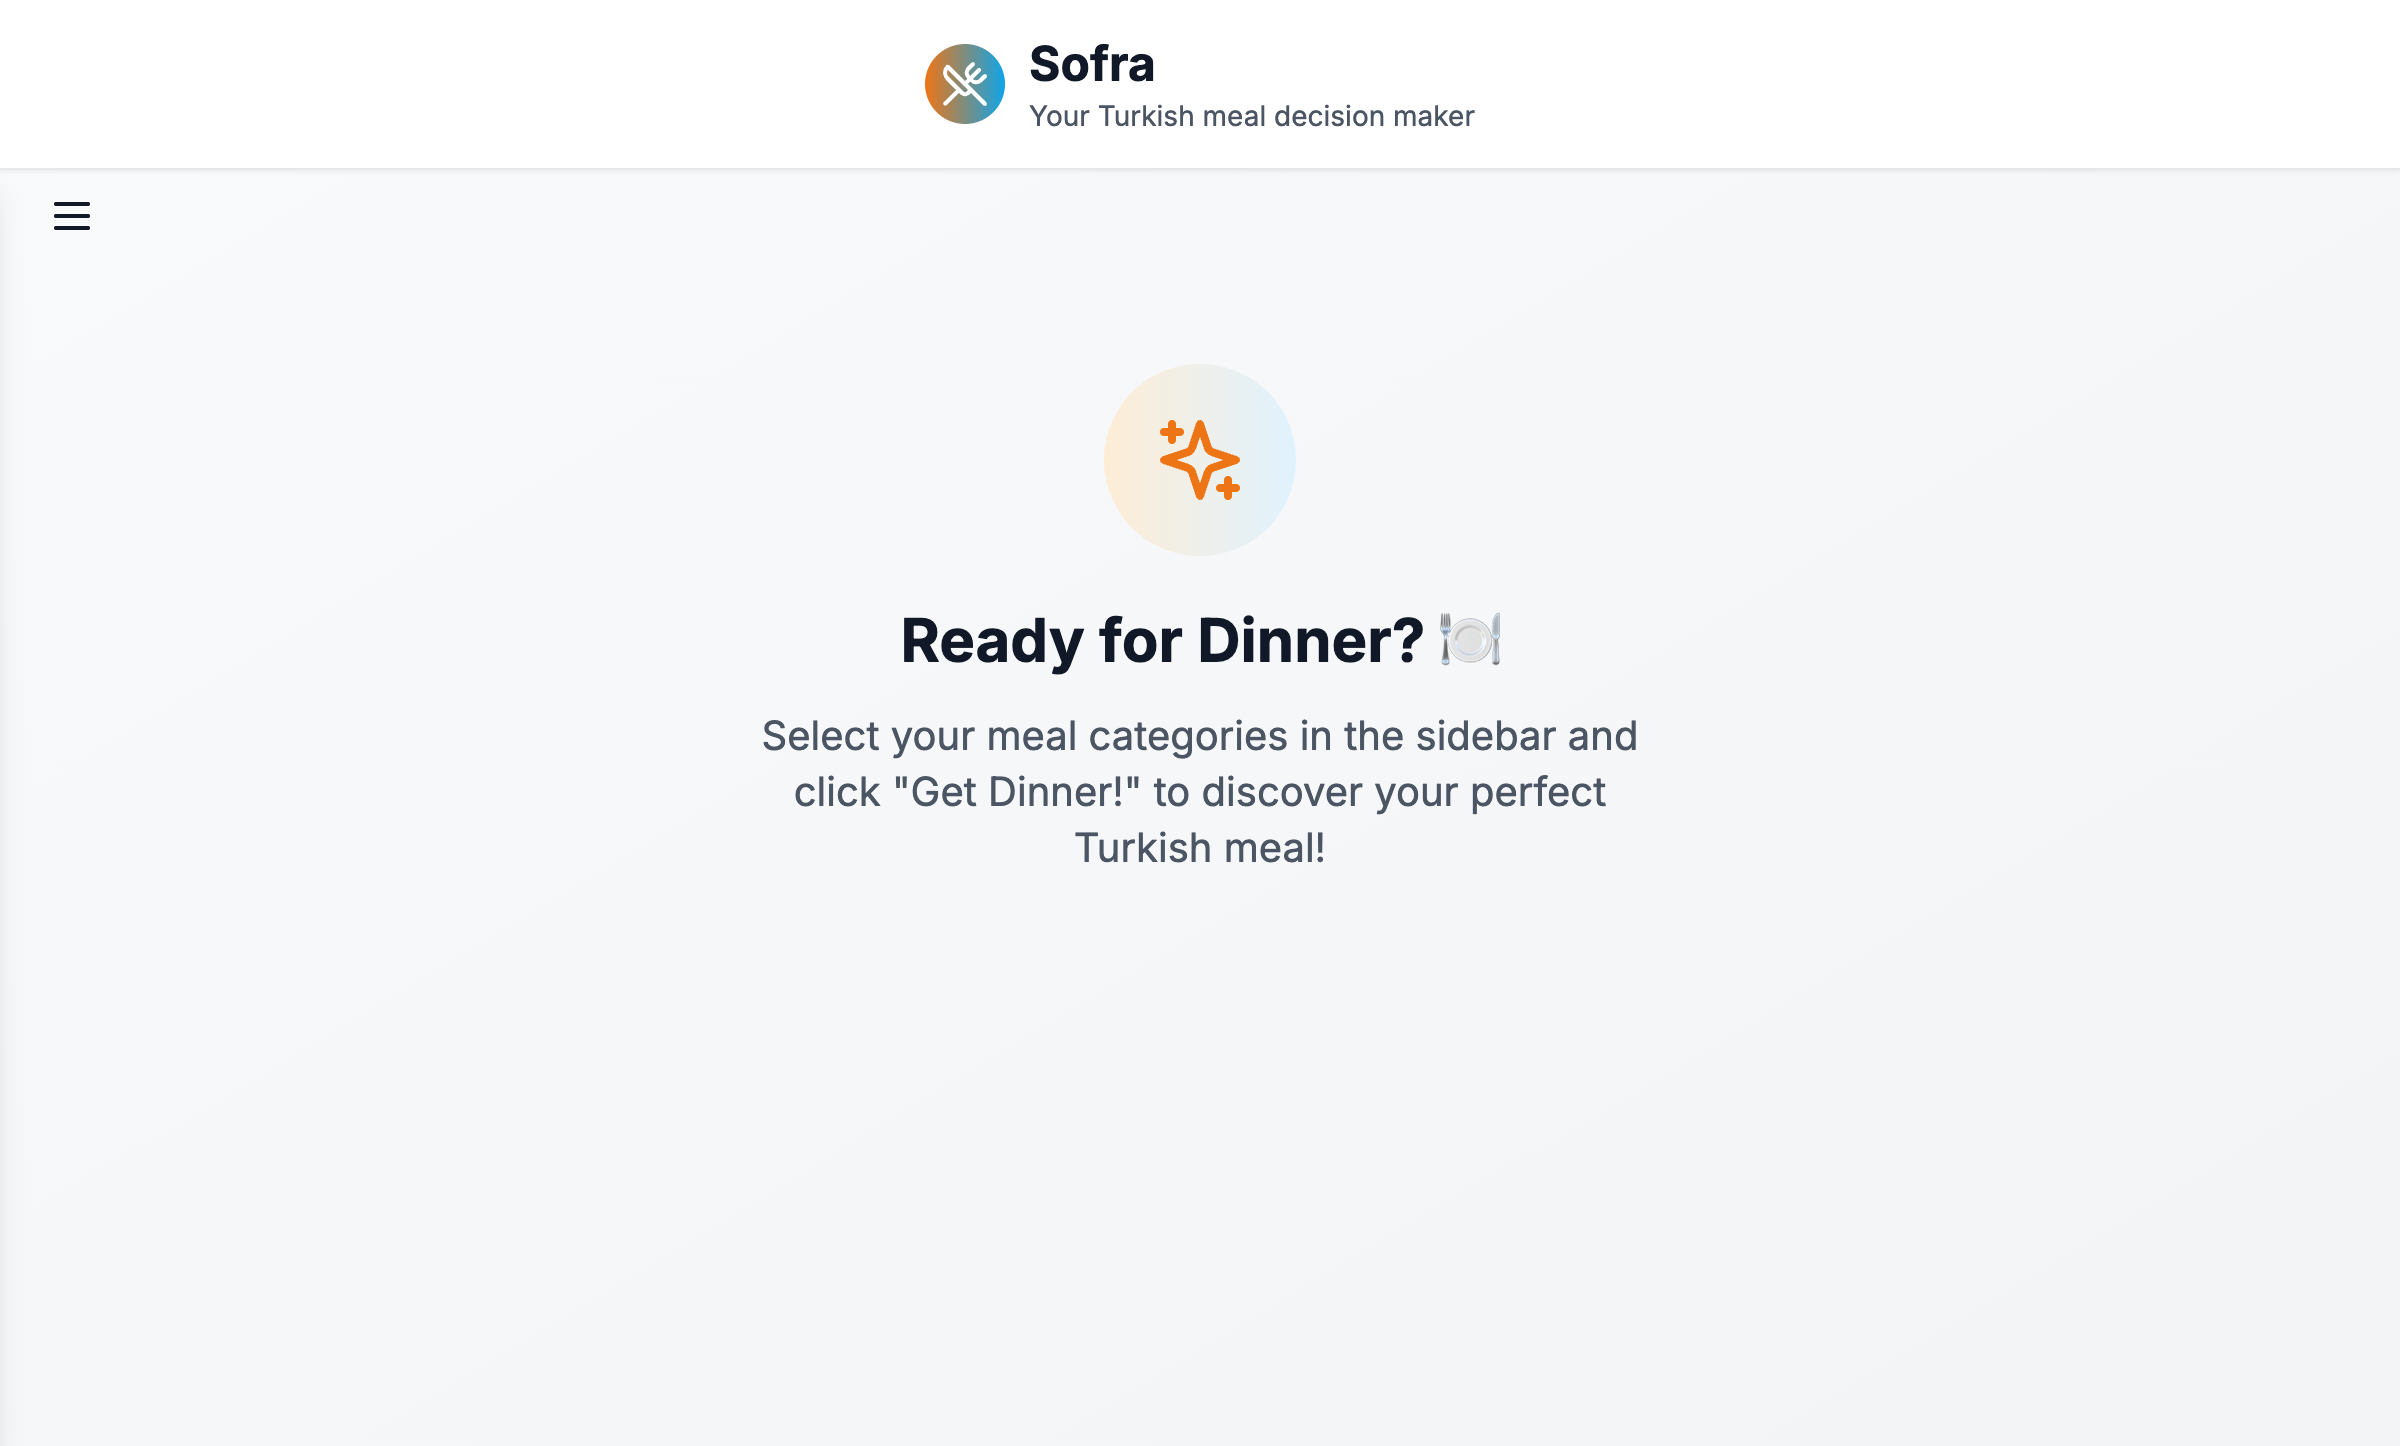 Sofra
Your Turkish meal decision maker
Ready for Dinner? 🍽️
Select your meal categories in the sidebar and
click "Get Dinner!" to discover your perfect
Turkish meal!